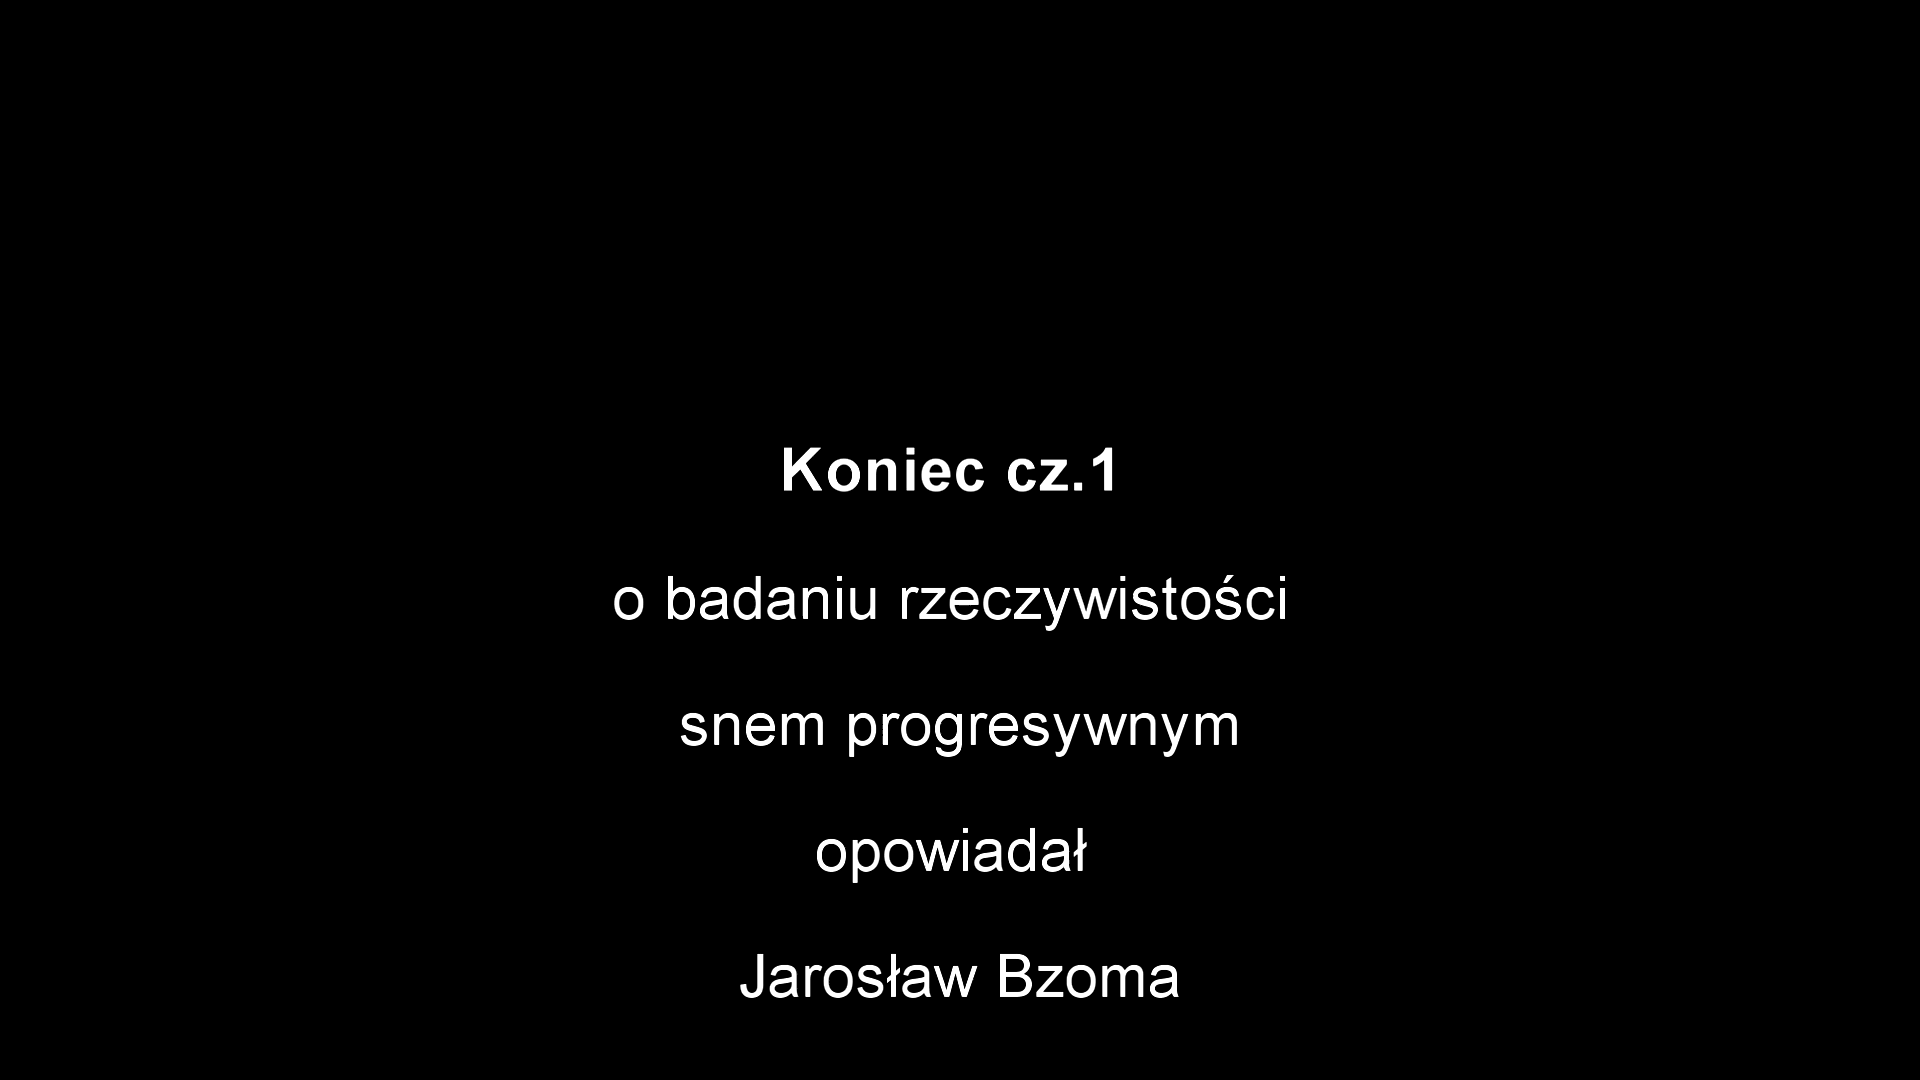 Koniec cz.1
o badaniu rzeczywistości
snem progresywnym
opowiadał
Jarosław Bzoma